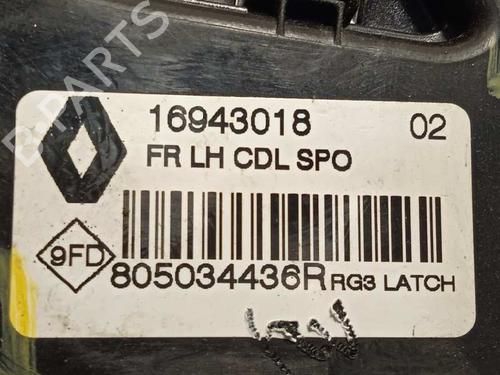 B-PARTS
16943018 02
FR LH CDL SPO
9FD
805034436R RG3 LATCH